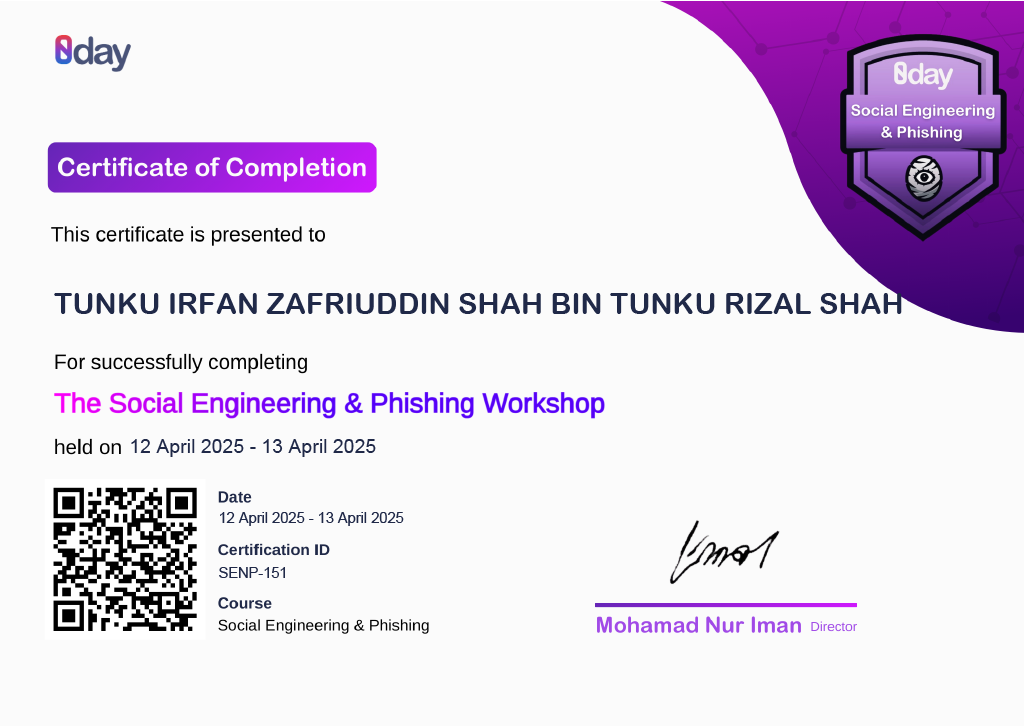 0day
0day
Social Engineering
& Phishing
Certificate of Completion
This certificate is presented to
TUNKU IRFAN ZAFRIUDDIN SHAH BIN TUNKU RIZAL SHAH
For successfully completing
The Social Engineering & Phishing Workshop
held on 12 April 2025 - 13 April 2025
Date
12 April 2025 - 13 April 2025
Certification ID
SENP-151
Course
Social Engineering & Phishing
Mohamad Nur Iman Director